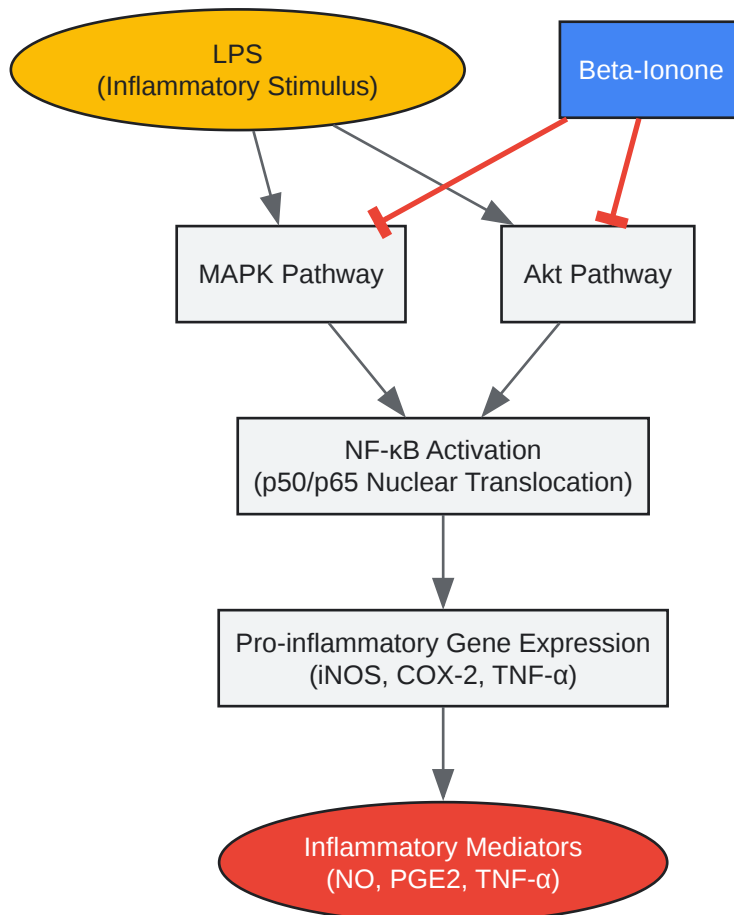 LPS
(Inflammatory Stimulus)
Beta-Ionone
MAPK Pathway
Akt Pathway
NF-κB Activation
(p50/p65 Nuclear Translocation)
Pro-inflammatory Gene Expression
(iNOS, COX-2, TNF-α)
Inflammatory Mediators
(NO, PGE2, TNF-α)